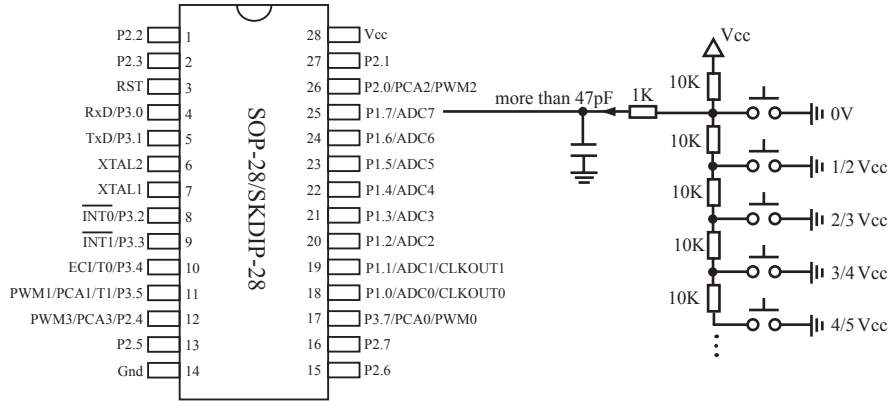 P2.2 1 28 Vcc
P2.3 2 27 P2.1
RST 3 26 P2.0/PCA2/PWM2
RxD/P3.0 4 25 P1.7/ADC7
TxD/P3.1 5 24 P1.6/ADC6
XTAL2 6 23 P1.5/ADC5
XTAL1 7 22 P1.4/ADC4
INT0/P3.2 8 21 P1.3/ADC3
INT1/P3.3 9 20 P1.2/ADC2
ECI/T0/P3.4 10 19 P1.1/ADC1/CLKOUT1
PWM1/PCA1/T1/P3.5 11 18 P1.0/ADC0/CLKOUT0
PWM3/PCA3/P2.4 12 17 P3.7/PCA0/PWM0
P2.5 13 16 P2.7
Gnd 14 15 P2.6
SOP-28/SKDIP-28
more than 47pF
1K
Vcc
10K
0V
10K
1/2 Vcc
10K
2/3 Vcc
10K
3/4 Vcc
10K
4/5 Vcc